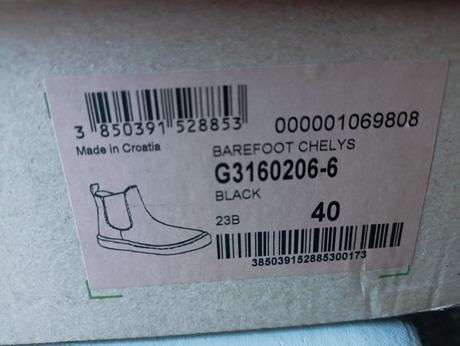 3 850391 528853
000001069808
Made in Croatia
BAREFOOT CHELYS
G3160206-6
BLACK
23B
40
385039152885300173